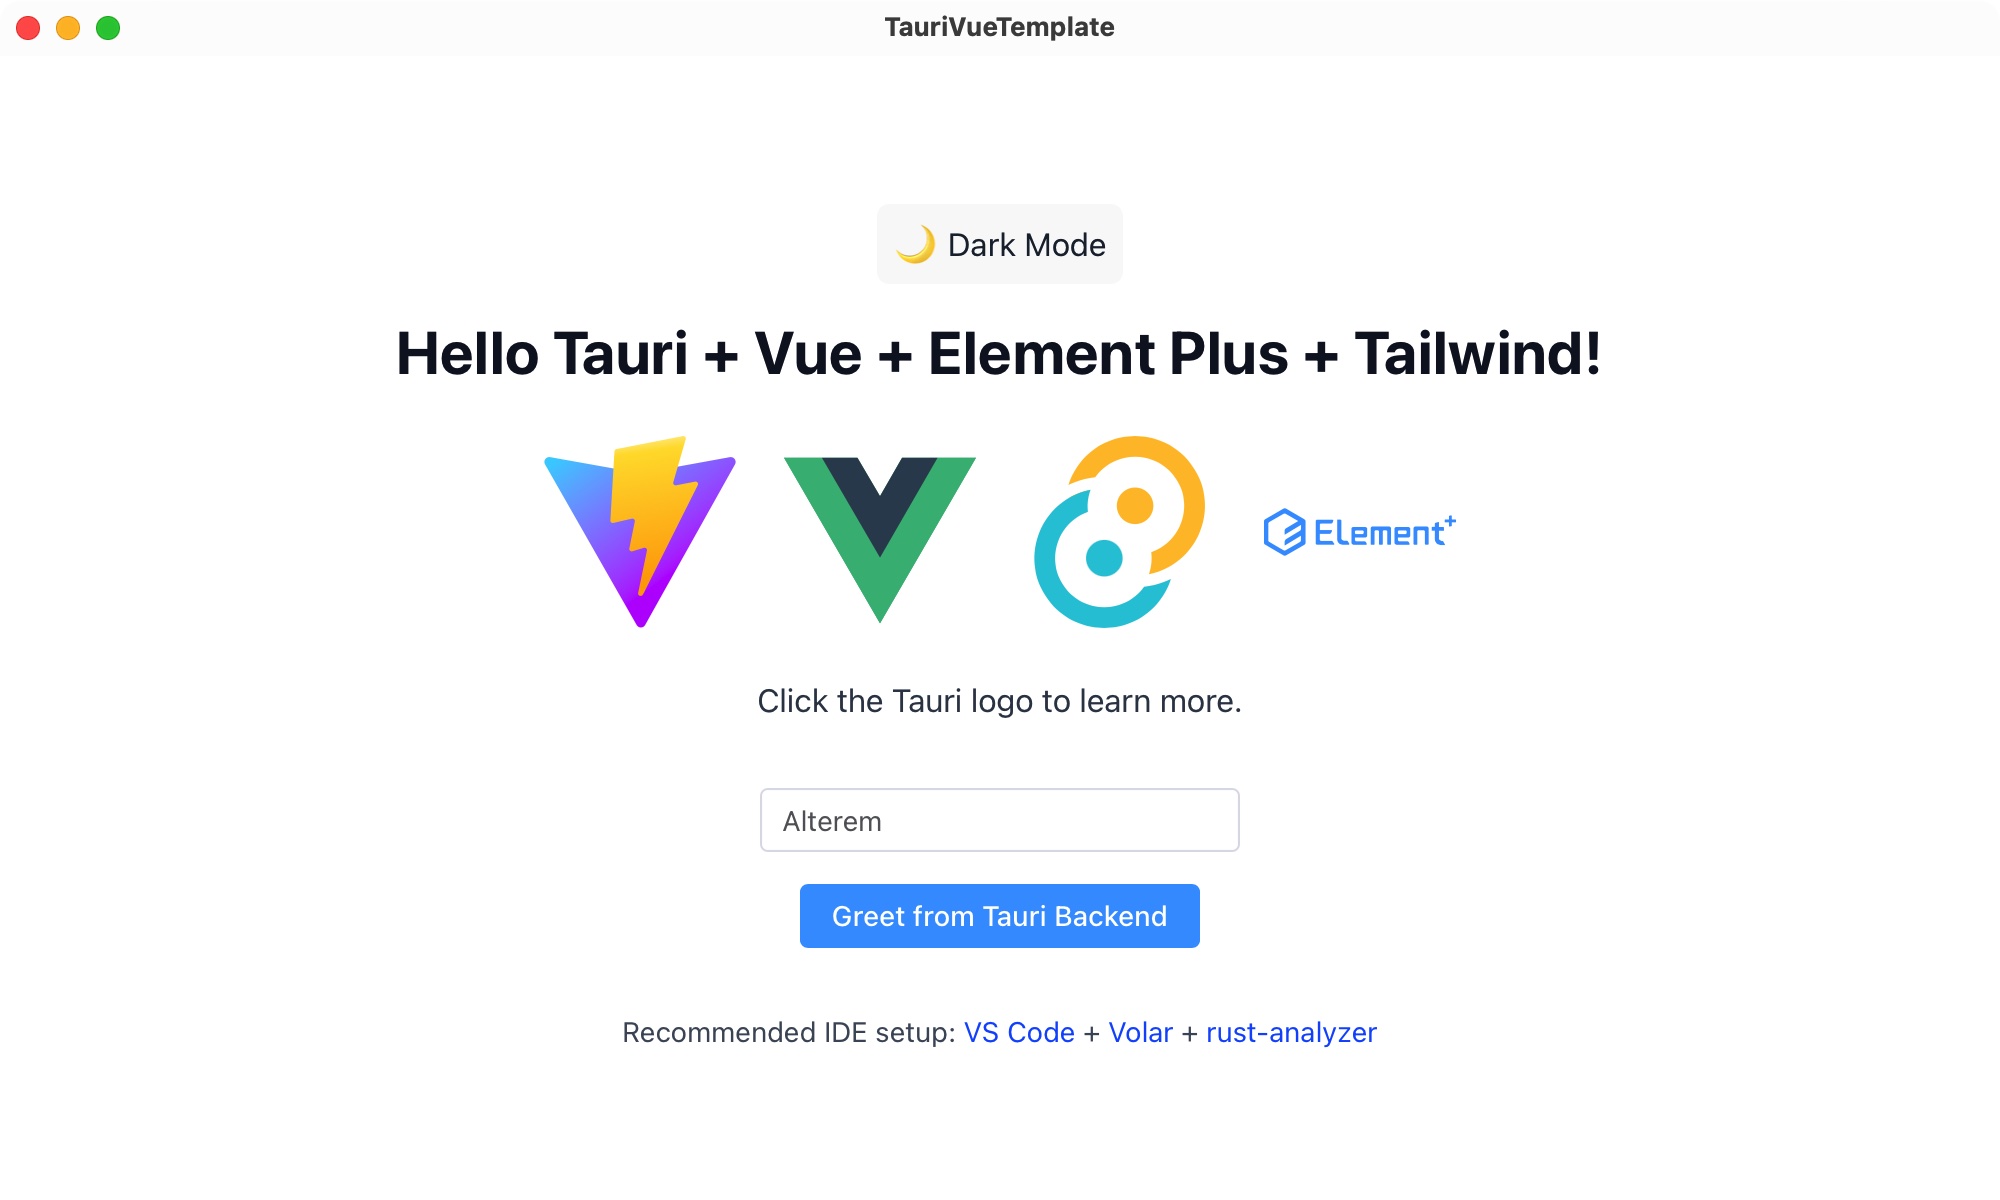 TauriVueTemplate
🌙 Dark Mode
Hello Tauri + Vue + Element Plus + Tailwind!
Element+
Click the Tauri logo to learn more.
Alterem
Greet from Tauri Backend
Recommended IDE setup: VS Code + Volar + rust-analyzer